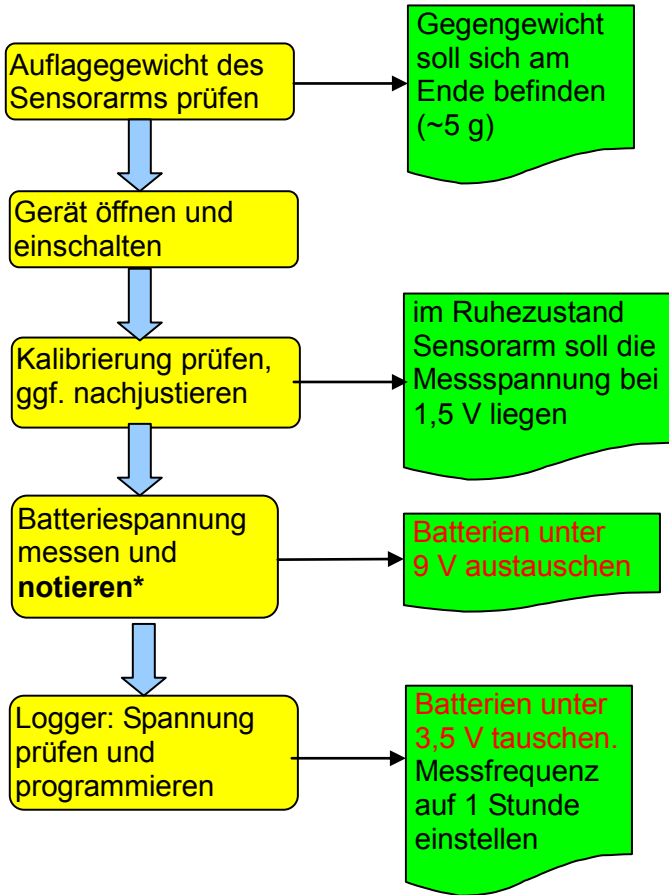 Auflagegewicht des
Sensorarms prüfen
Gegengewicht
soll sich am
Ende befinden
(~5 g)
Gerät öffnen und
einschalten
Kalibrierung prüfen,
ggf. nachjustieren
im Ruhezustand
Sensorarm soll die
Messspannung bei
1,5 V liegen
Batteriespannung
messen und
notieren*
Batterien unter
9 V austauschen
Logger: Spannung
prüfen und
programmieren
Batterien unter
3,5 V tauschen.
Messfrequenz
auf 1 Stunde
einstellen